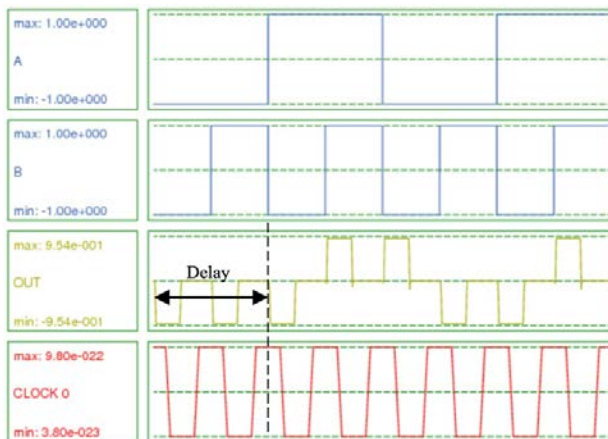 max: 1.00e+000
A
min: -1.00e+000
max: 1.00e+000
B
min: -1.00e+000
max: 9.54e-001
OUT
min: -9.54e-001
Delay
max: 9.80e-022
CLOCK 0
min: 3.80e-023